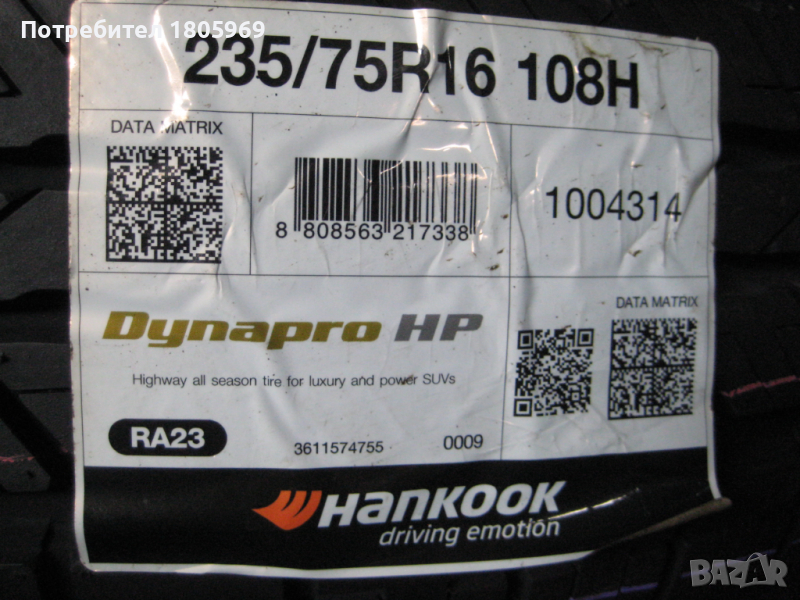 Потребител 1805969
235/75R16 108H
DATA MATRIX
8 808563 217338
1004314
Dynapro HP
DATA MATRIX
Highway all season tire for luxury and power SUVs
RA23
3611574755 0009
HANKOOK
driving emotion
BAZAR